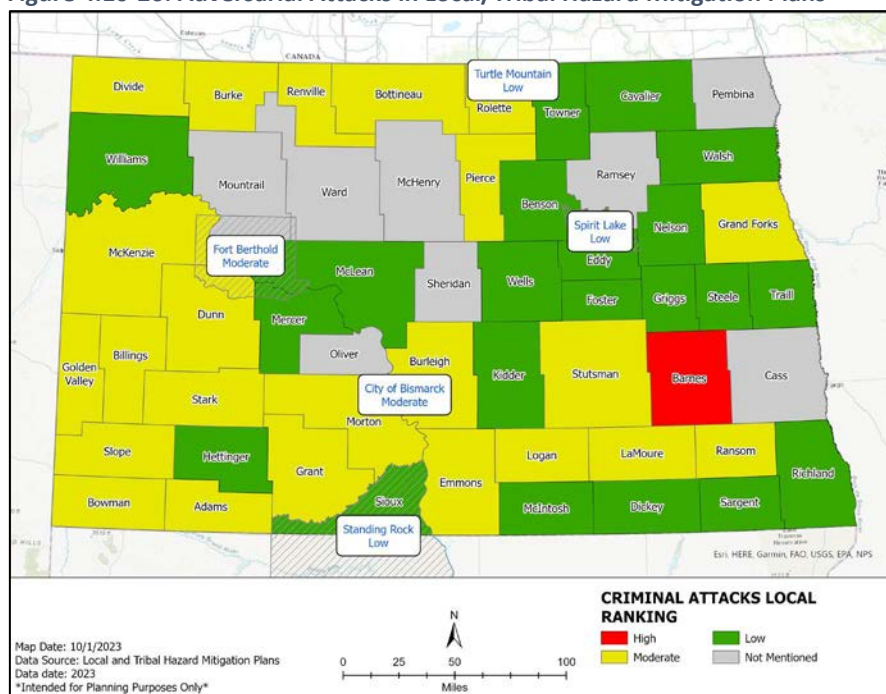 Figure 4.16-20: Adversarial Attacks in Local/Tribal Hazard Mitigation Plans
CANADA
Divide
Burke
Renville
Bottineau
Turtle Mountain
Low
Rolette
Towner
Cavalier
Pembina
Williams
Mountrail
Ward
McHenry
Pierce
Benson
Ramsey
Walsh
McKenzie
Fort Berthold
Moderate
McLean
Sheridan
Wells
Spirit Lake
Low
Eddy
Nelson
Grand Forks
Dunn
Mercer
Foster
Griggs
Steele
Traill
Golden
Valley
Billings
Oliver
Burleigh
Kidder
Stutsman
Barnes
Cass
Stark
City of Bismarck
Moderate
Morton
Slope
Hettinger
Grant
Emmons
Logan
LaMoure
Ransom
Richland
Bowman
Adams
Sioux
McIntosh
Dickey
Sargent
Standing Rock
Low
Esri, HERE, Garmin, FAO, USGS, EPA, NPS
CRIMINAL ATTACKS LOCAL
RANKING
High
Low
Moderate
Not Mentioned
N
0 25 50 100
Miles
Map Date: 10/1/2023
Data Source: Local and Tribal Hazard Mitigation Plans
Data date: 2023
*Intended for Planning Purposes Only*